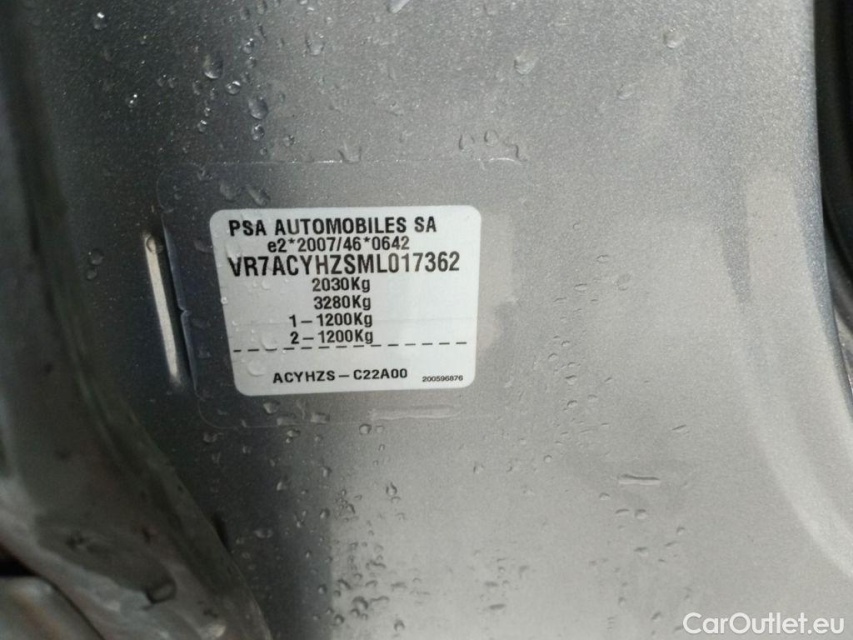 PSA AUTOMOBILES SA
e2*2007/46*0642
VR7ACYHZSML017362
2030Kg
3280Kg
1-1200Kg
2-1200Kg
ACYHZS-C22A00 200596876
CarOutlet.eu